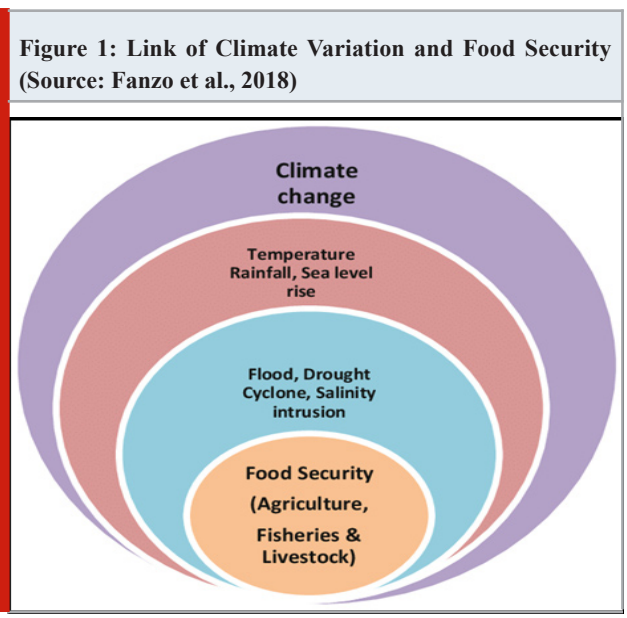 Figure 1: Link of Climate Variation and Food Security
(Source: Fanzo et al., 2018)
Climate
change
Temperature
Rainfall, Sea level
rise
Flood, Drought
Cyclone, Salinity
intrusion
Food Security
(Agriculture,
Fisheries &
Livestock)